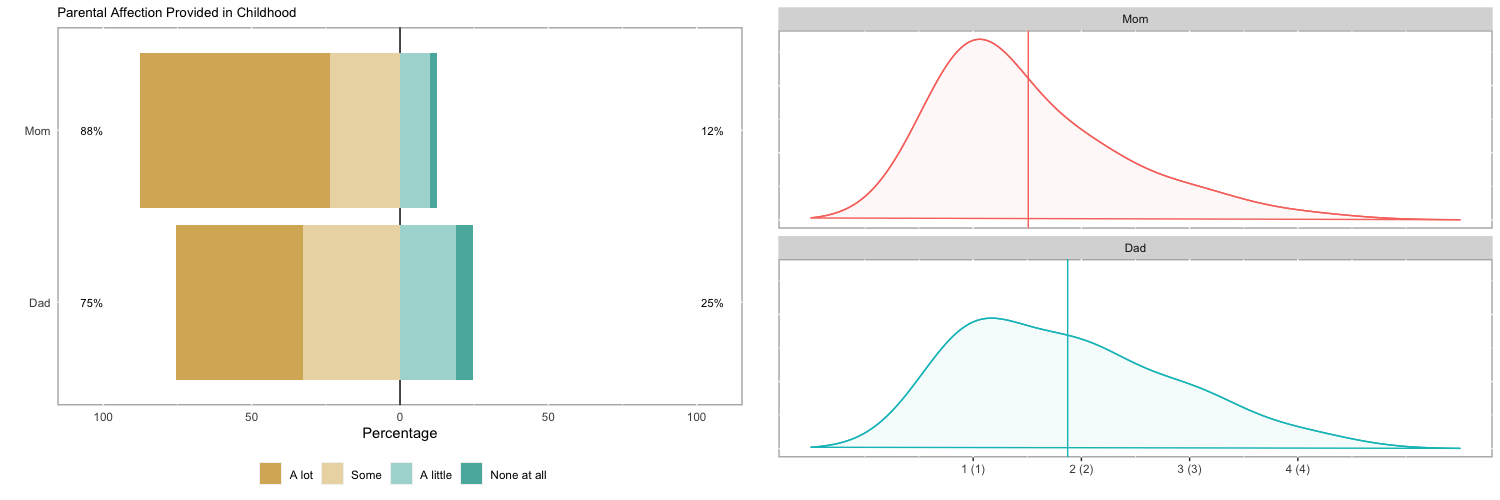 Parental Affection Provided in Childhood
Mom 88% 12%
Dad 75% 25%
100 50 0 50 100
Percentage
A lot Some A little None at all
Mom
Dad
1 (1) 2 (2) 3 (3) 4 (4)